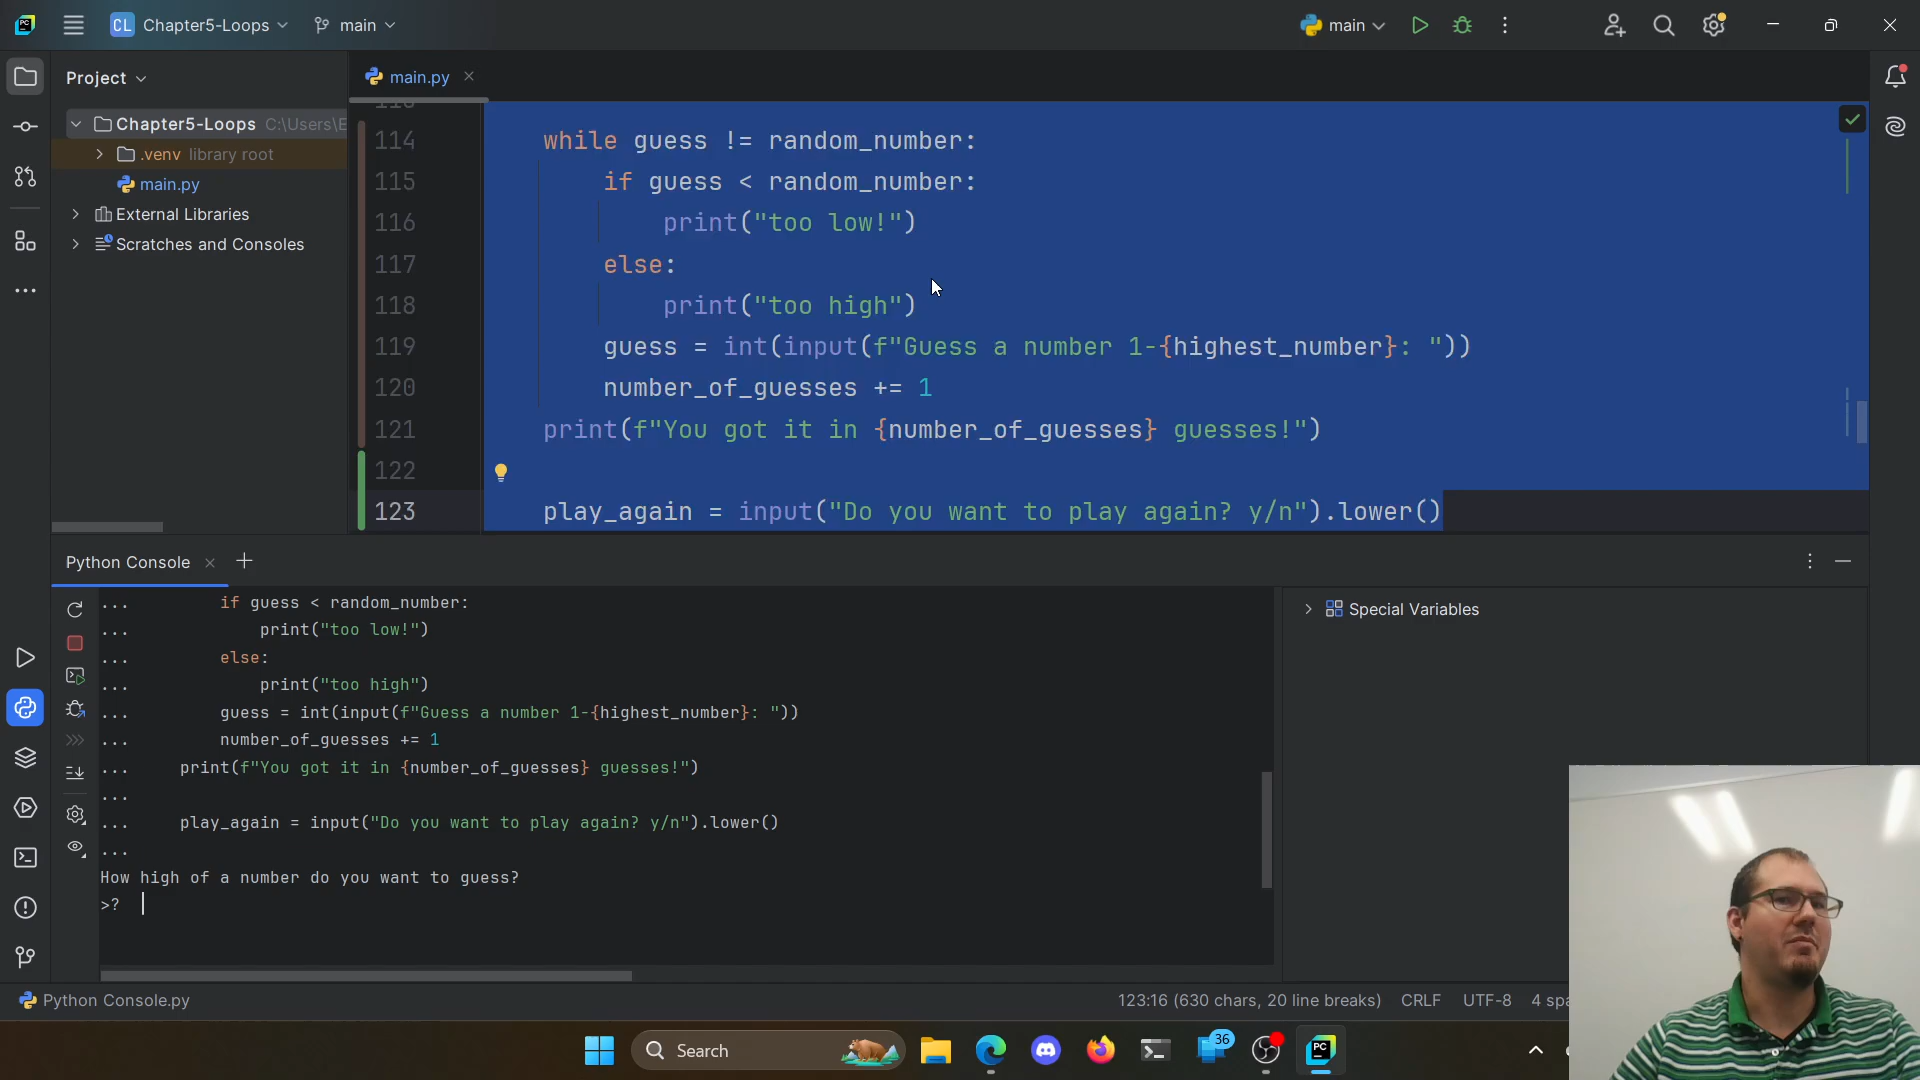 CL Chapter5-Loops
main
main
Project
main.py
Chapter5-Loops C:\Users\E
.venv library root
main.py
External Libraries
Scratches and Consoles
114 while guess != random_number:
115 if guess < random_number:
116 print("too low!")
117 else:
118 print("too high")
119 guess = int(input(f"Guess a number 1-{highest_number}: "))
120 number_of_guesses += 1
121 print(f"You got it in {number_of_guesses} guesses!")
122
123 play_again = input("Do you want to play again? y/n").lower()
Python Console
... if guess < random_number:
... print("too low!")
... else:
... print("too high")
... guess = int(input(f"Guess a number 1-{highest_number}: "))
... number_of_guesses += 1
... print(f"You got it in {number_of_guesses} guesses!")
...
... play_again = input("Do you want to play again? y/n").lower()
...
How high of a number do you want to guess?
>?
Special Variables
Python Console.py
123:16 (630 chars, 20 line breaks) CRLF UTF-8 4 spa
Search
36
PC